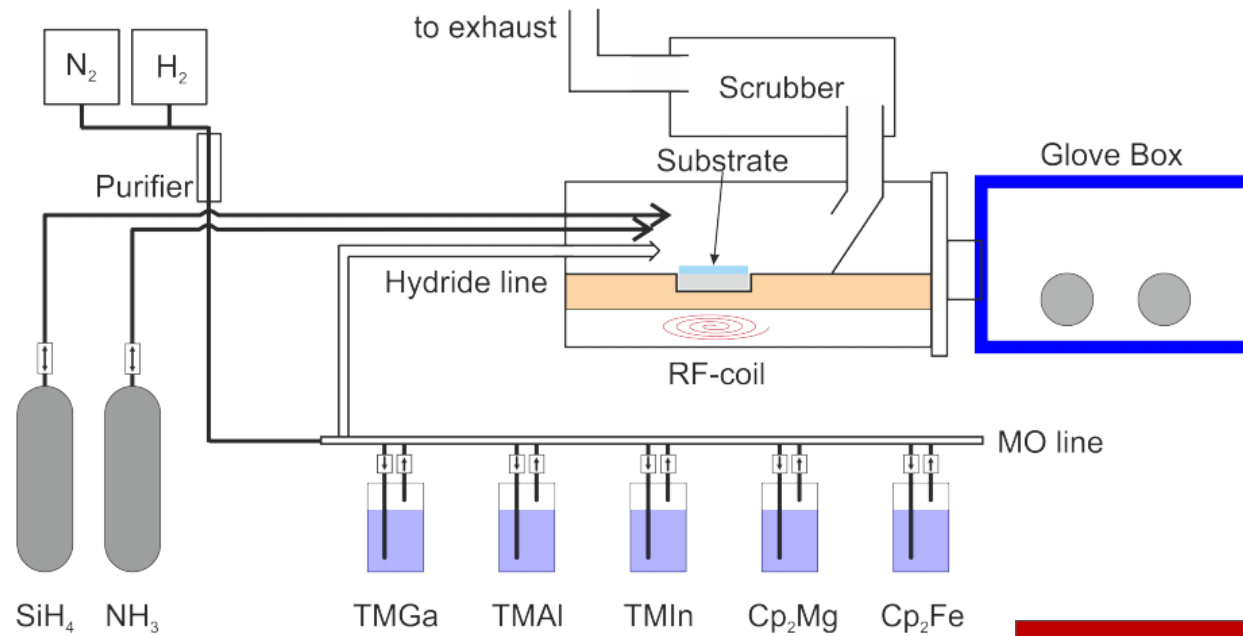 to exhaust
N₂
H₂
Scrubber
Substrate
Glove Box
Purifier
Hydride line
RF-coil
MO line
SiH₄
NH₃
TMGa
TMAl
TMIn
Cp₂Mg
Cp₂Fe